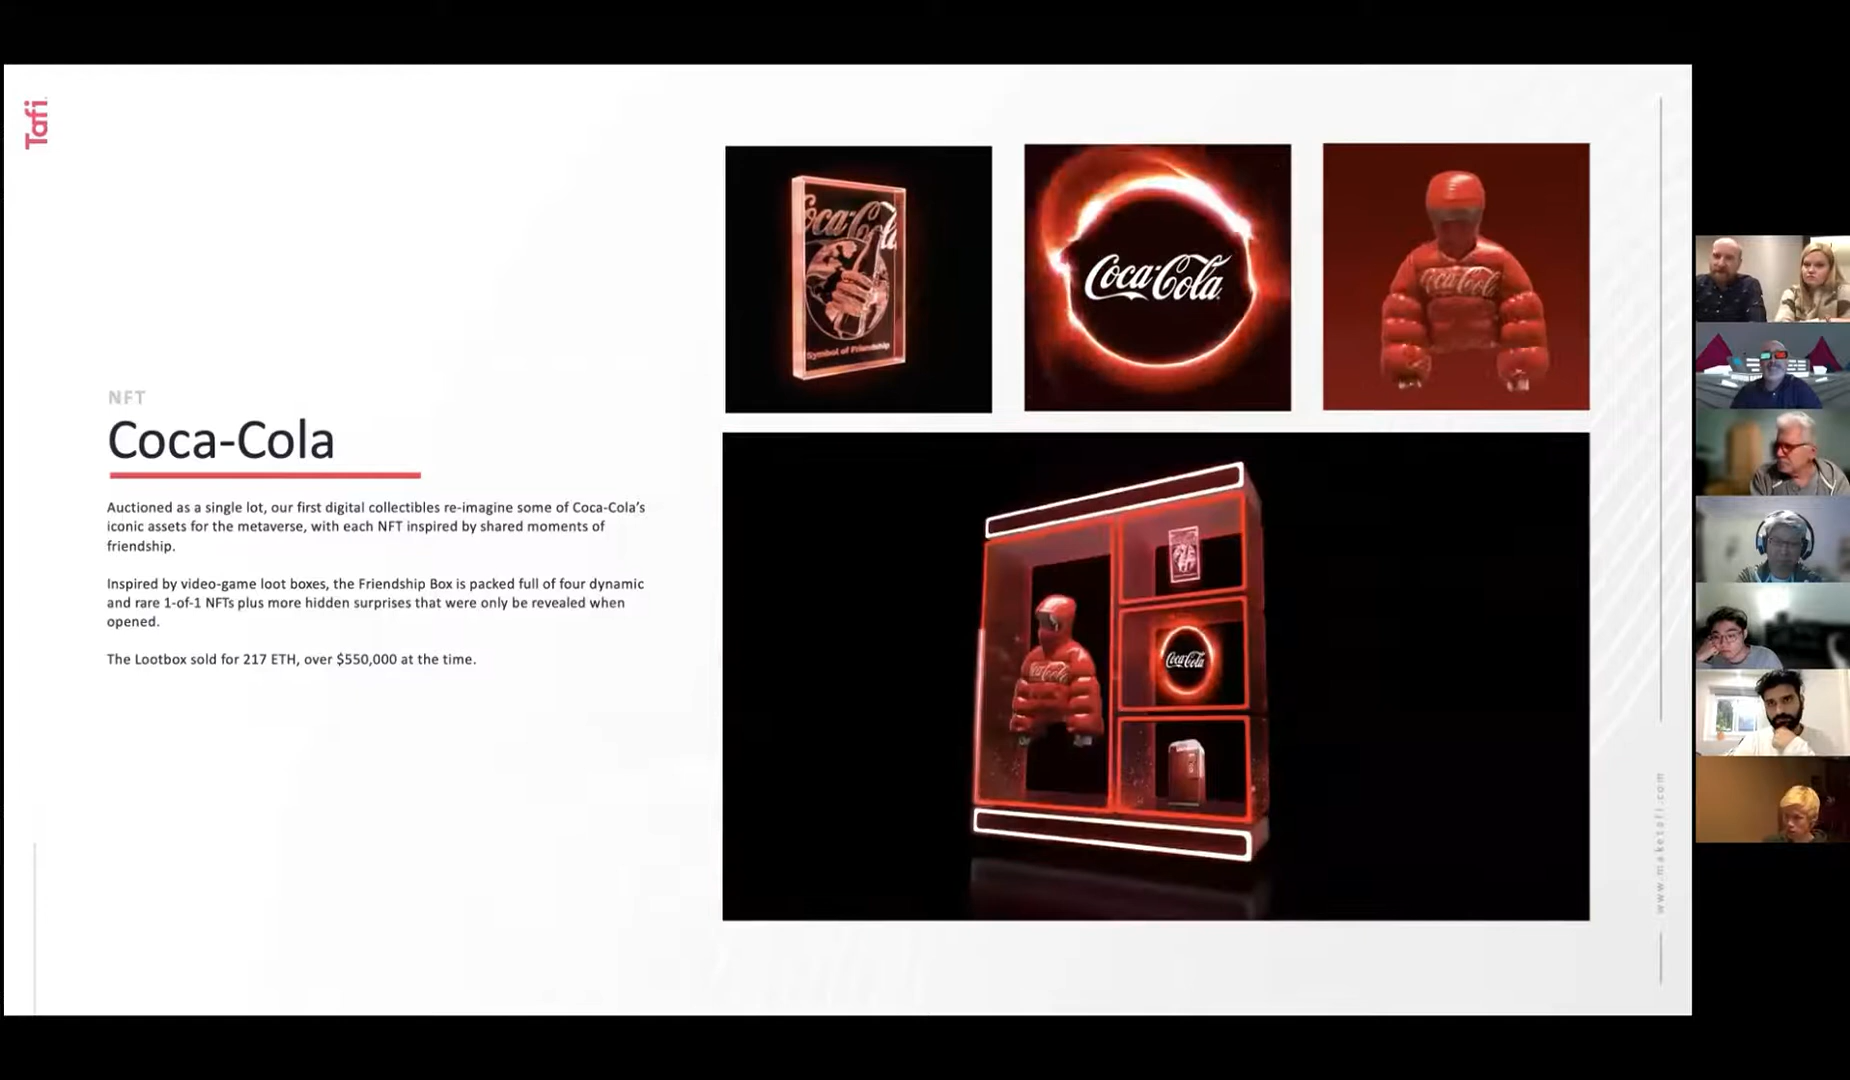 Tafi
NFT
Coca-Cola
Auctioned as a single lot, our first digital collectibles re-imagine some of Coca-Cola's
iconic assets for the metaverse, with each NFT inspired by shared moments of
friendship.
Inspired by video-game loot boxes, the Friendship Box is packed full of four dynamic
and rare 1-of-1 NFTs plus more hidden surprises that were only be revealed when
opened.
The Lootbox sold for 217 ETH, over $550,000 at the time.
Coca-Cola
Symbol of Friendship
Coca-Cola
Coca-Cola
Coca-Cola
Coca-Cola
www.maketafi.com